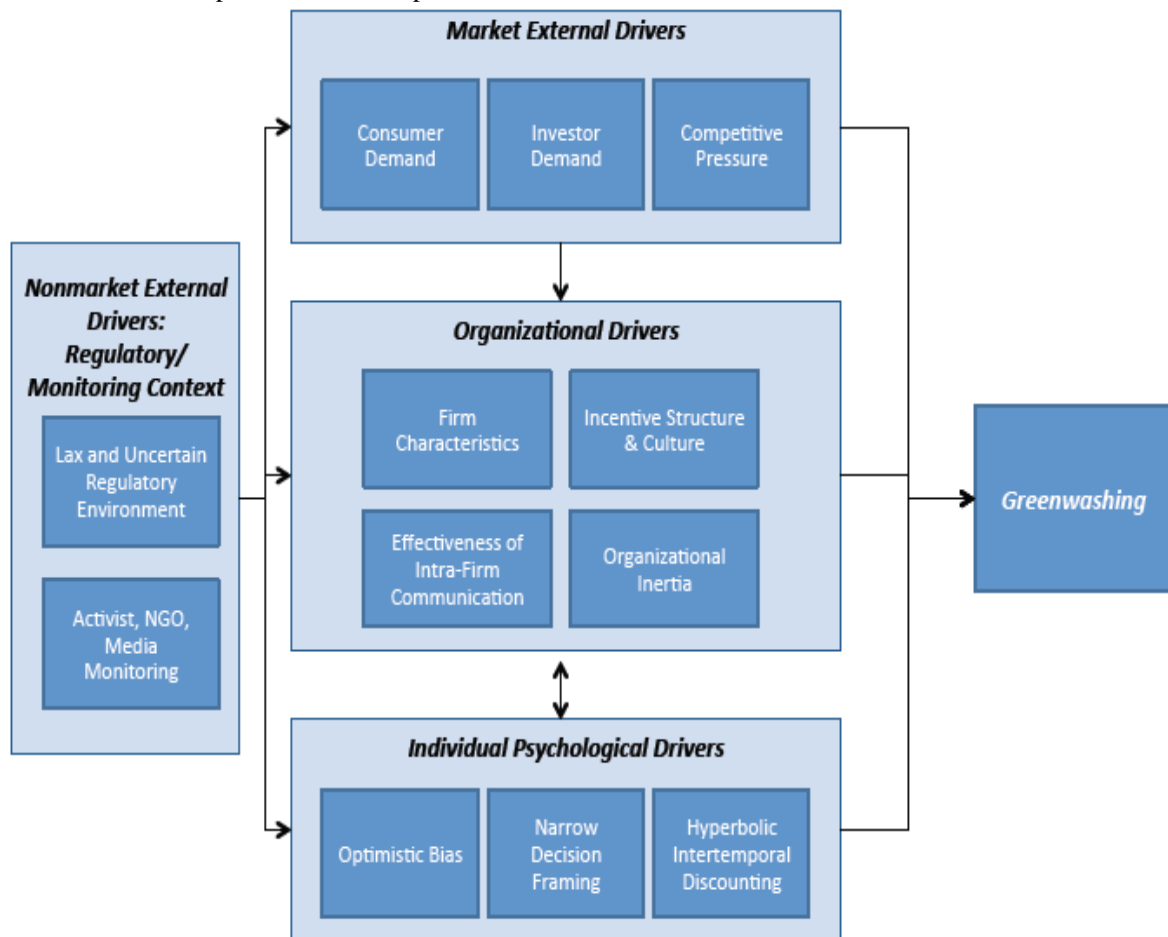 Market External Drivers
Consumer
Demand
Investor
Demand
Competitive
Pressure
Nonmarket External
Drivers:
Regulatory/
Monitoring Context
Lax and Uncertain
Regulatory
Environment
Activist, NGO,
Media
Monitoring
Organizational Drivers
Firm
Characteristics
Incentive Structure
& Culture
Effectiveness of
Intra-Firm
Communication
Organizational
Inertia
Individual Psychological Drivers
Optimistic Bias
Narrow
Decision
Framing
Hyperbolic
Intertemporal
Discounting
Greenwashing